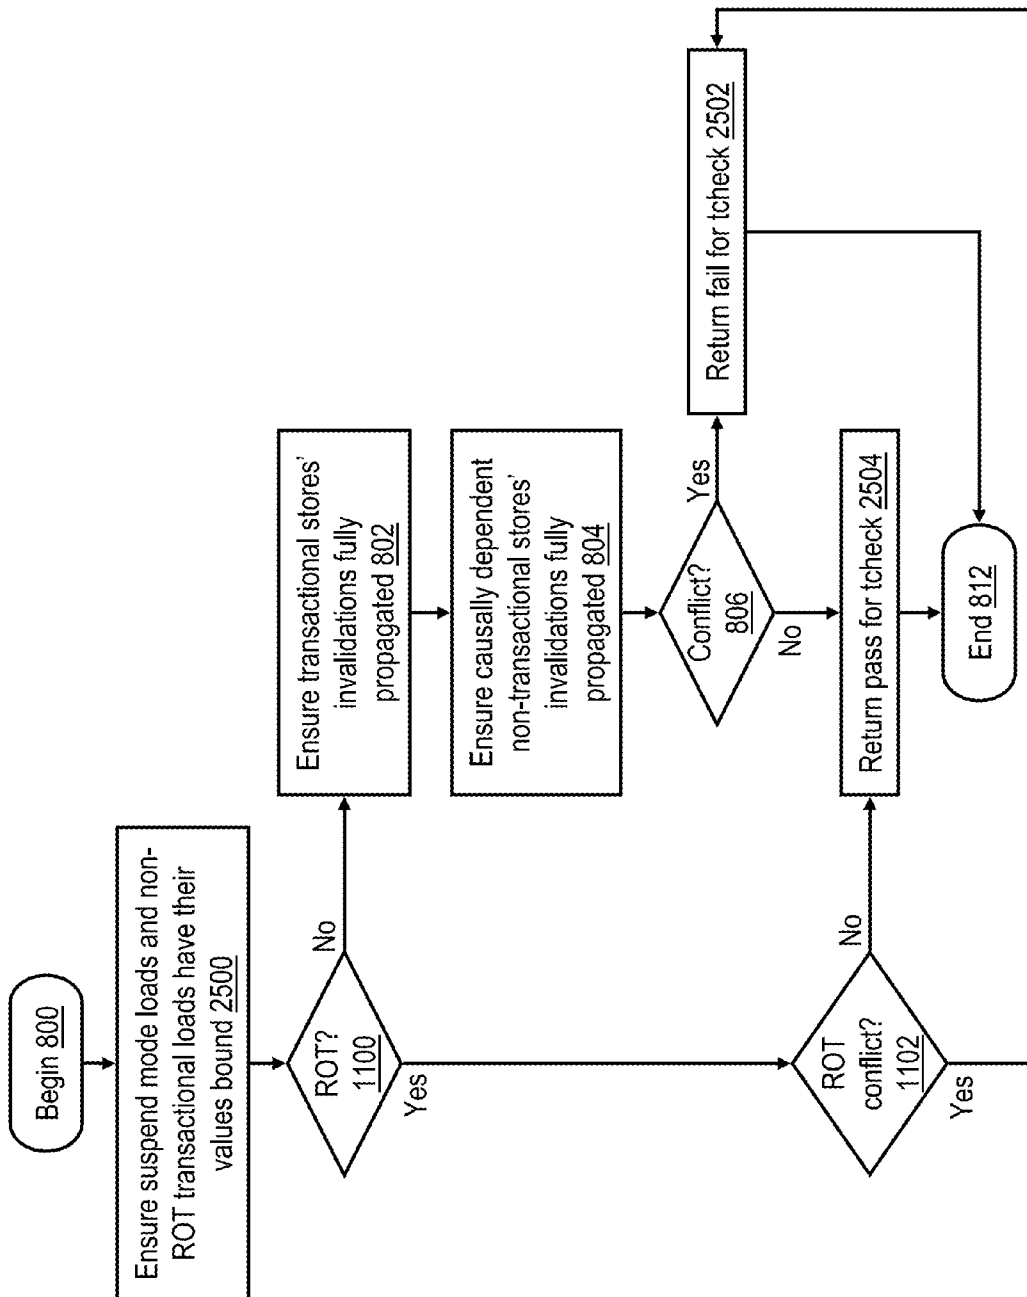 Begin 800
Ensure suspend mode loads and non-
ROT transactional loads have their
values bound 2500
ROT?
1100
No
Yes
Ensure transactional stores'
invalidations fully
propagated 802
Ensure causally dependent
non-transactional stores'
invalidations fully
propagated 804
Conflict?
806
Yes
No
Return fail for tcheck 2502
ROT
conflict?
1102
No
Yes
Return pass for tcheck 2504
End 812